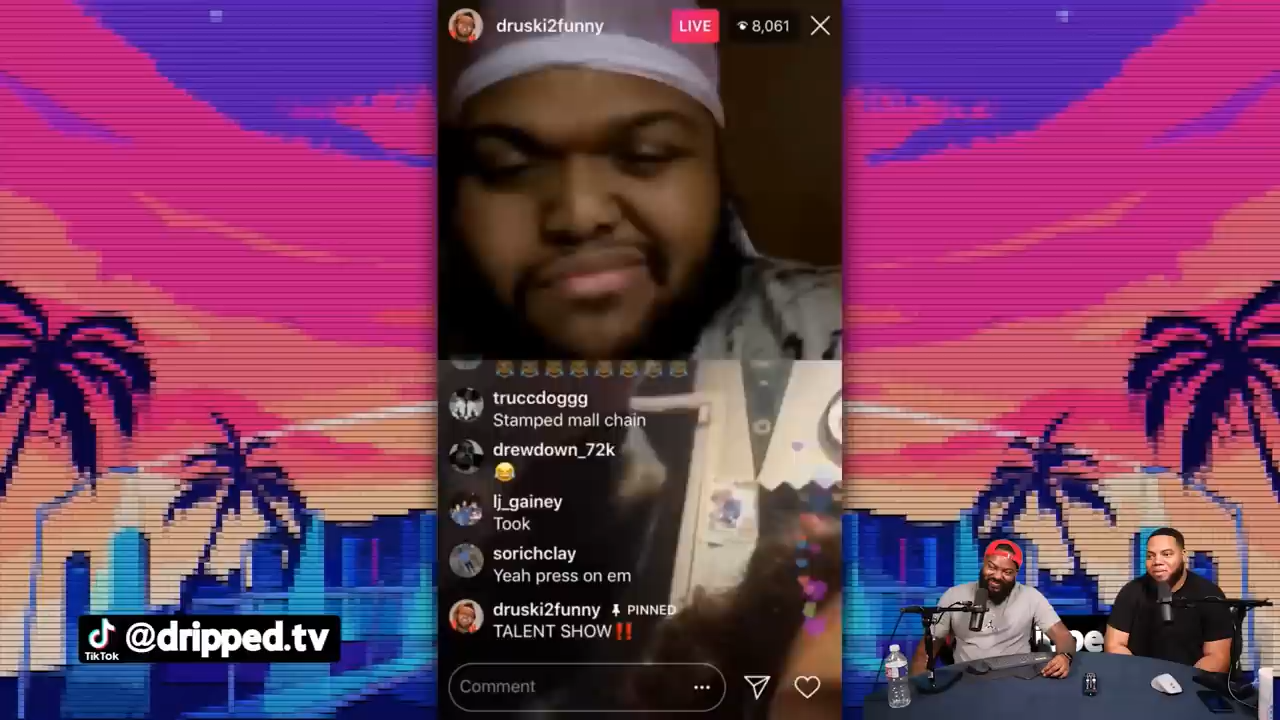 druski2funny
LIVE
8,061
truccdoggg
Stamped mall chain
drewdown_72k
lj_gainey
Took
sorichclay
Yeah press on em
druski2funny PINNED
TALENT SHOW‼️
Comment
TikTok
@dripped.tv